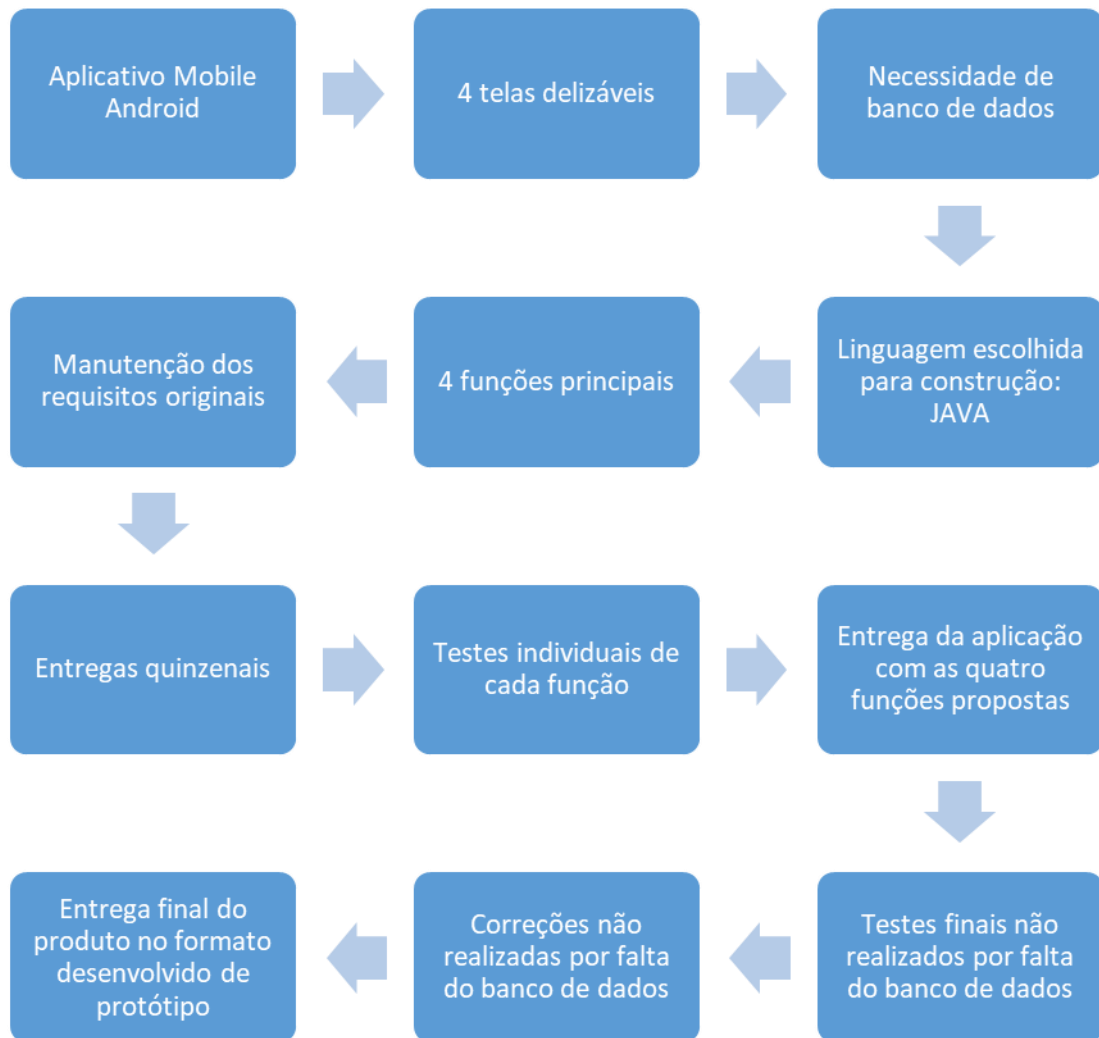 Aplicativo Mobile
Android
4 telas delizáveis
Necessidade de
banco de dados
Linguagem escolhida
para construção:
JAVA
4 funções principais
Manutenção dos
requisitos originais
Entregas quinzenais
Testes individuais de
cada função
Entrega da aplicação
com as quatro
funções propostas
Testes finais não
realizados por falta
do banco de dados
Correções não
realizadas por falta
do banco de dados
Entrega final do
produto no formato
desenvolvido de
protótipo